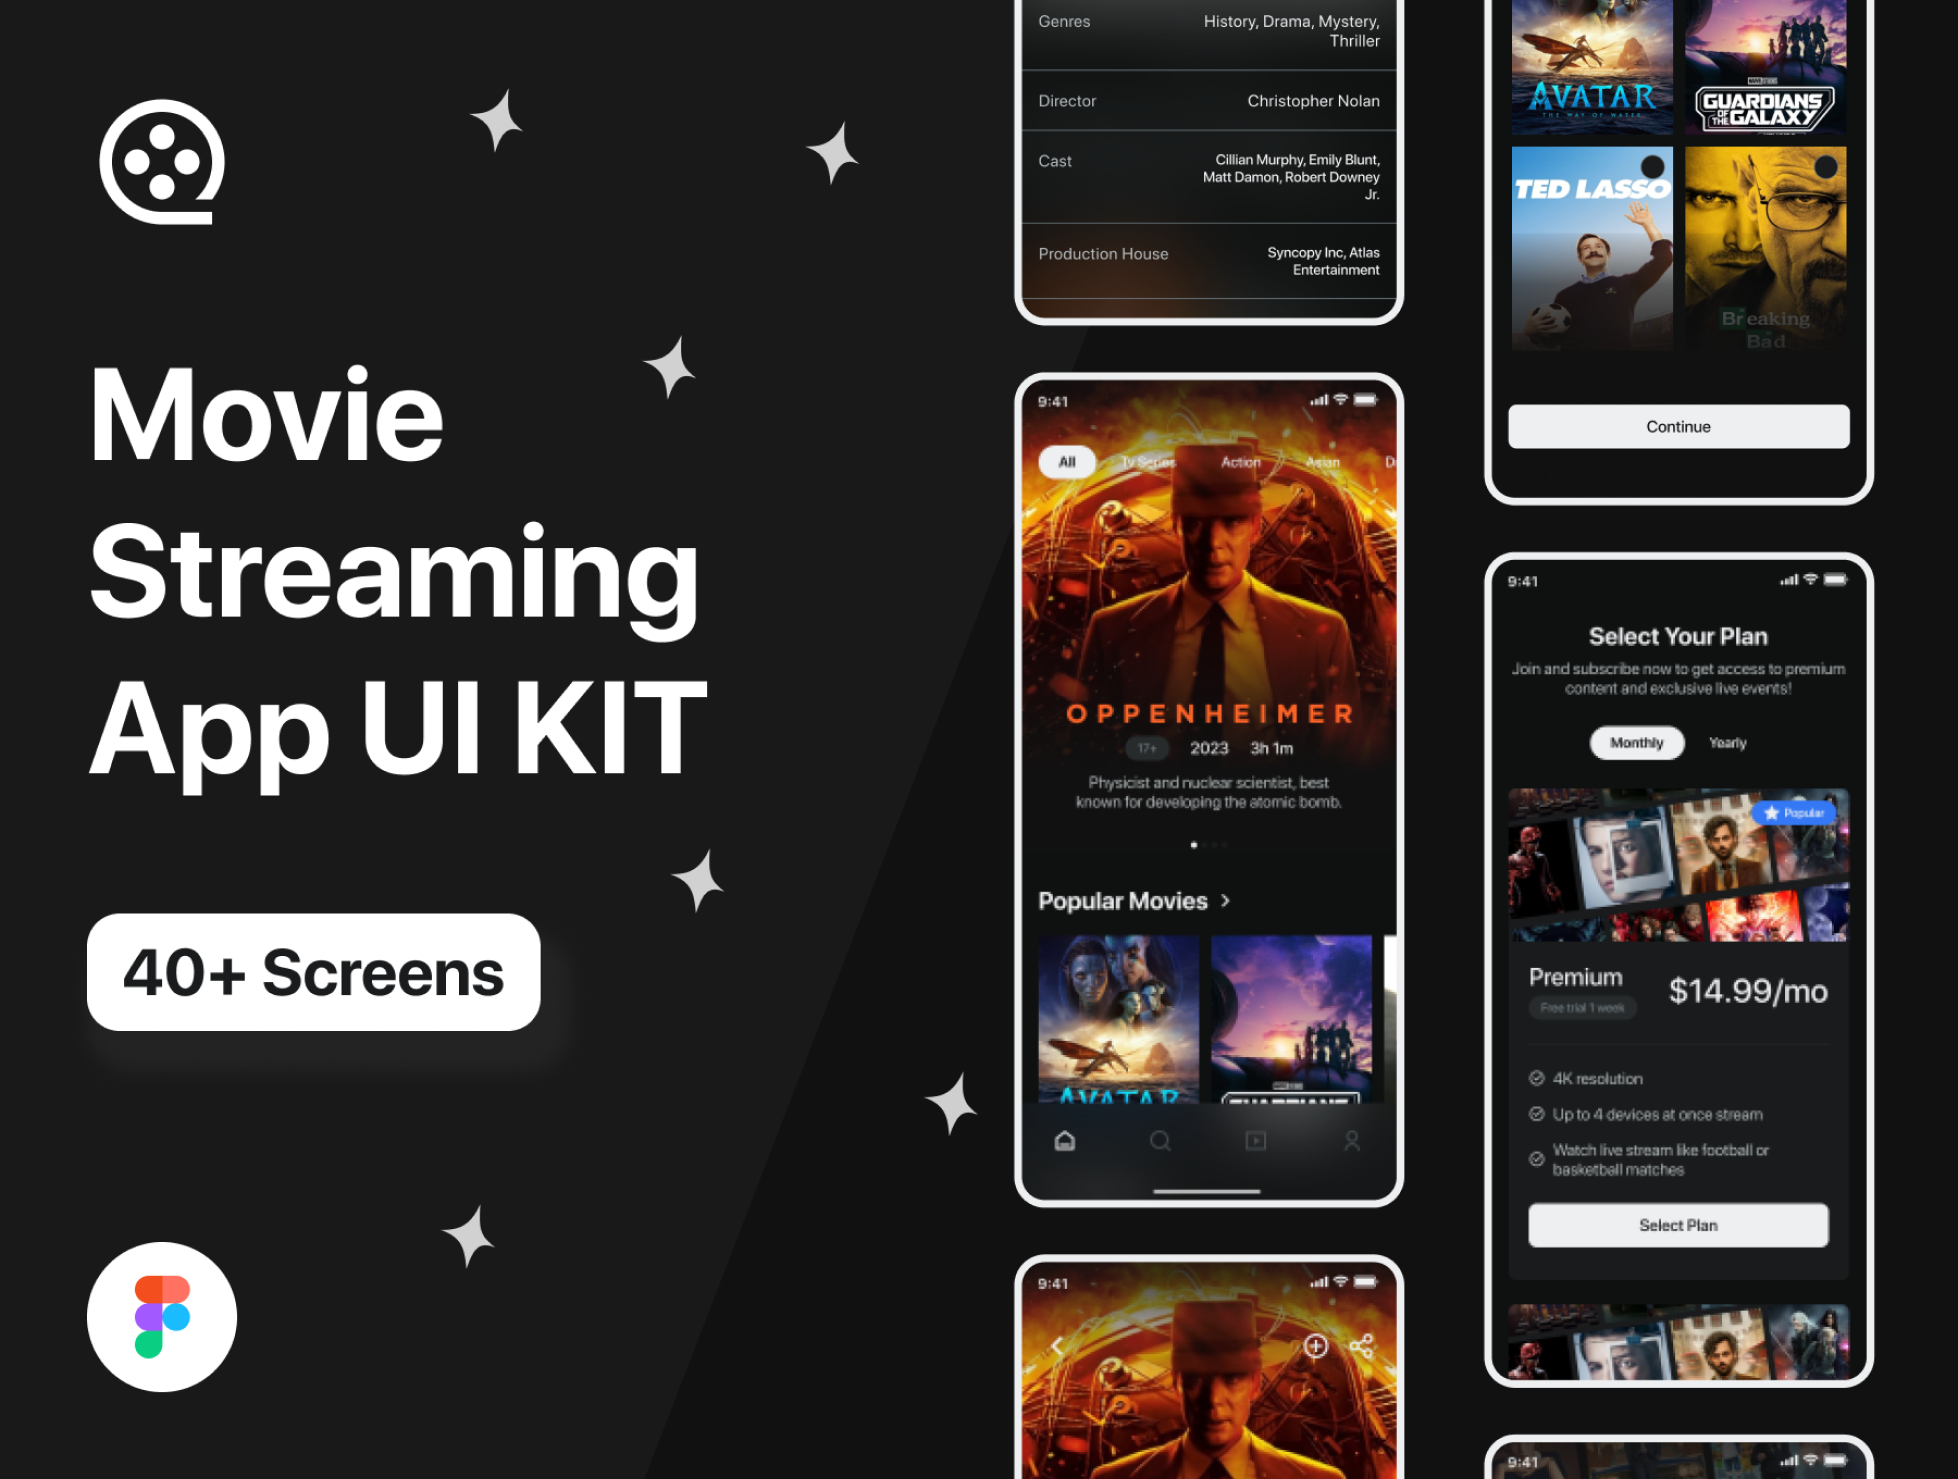 Movie
Streaming
App UI KIT
40+ Screens
Genres
History, Drama, Mystery,
Thriller
Director
Christopher Nolan
Cast
Cillian Murphy, Emily Blunt,
Matt Damon, Robert Downey
Jr.
Production House
Syncopy Inc, Atlas
Entertainment
9:41
All
Tv Series
Action
Asian
OPPENHEIMER
17+
2023
3h 1m
Physicist and nuclear scientist, best
known for developing the atomic bomb.
Popular Movies
AVATAR
GUARDIANS
9:41
AVATAR
THE WAY OF WATER
MARVEL STUDIOS
GUARDIANS
OF THE GALAXY
TED LASSO
Breaking
Bad
Continue
9:41
Select Your Plan
Join and subscribe now to get access to premium
content and exclusive live events!
Monthly
Yearly
Popular
Premium
$14.99/mo
Free trial 1 week
4K resolution
Up to 4 devices at once stream
Watch live stream like football or
basketball matches
Select Plan
9:41